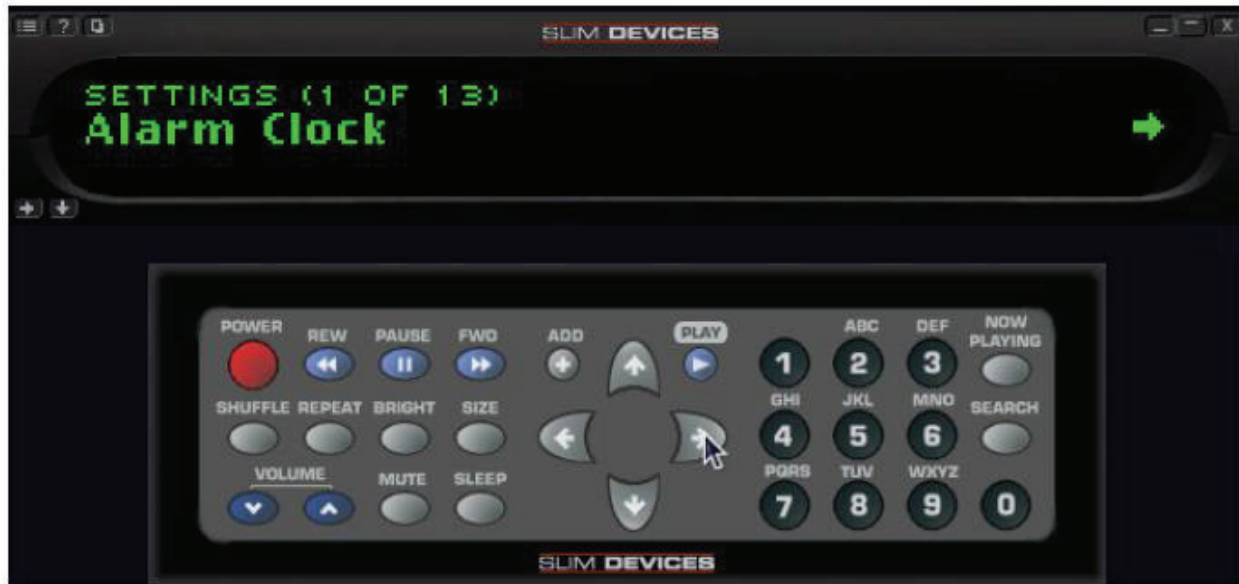 ?
X
SLIM DEVICES
SETTINGS (1 OF 13)
Alarm Clock
POWER REW PAUSE FWD ADD PLAY
ABC DEF NOW PLAYING
1 2 3
SHUFFLE REPEAT BRIGHT SIZE
GHI JKL MNO SEARCH
4 5 6
VOLUME MUTE SLEEP
PQRS TUV WXYZ
7 8 9 0
SLIM DEVICES